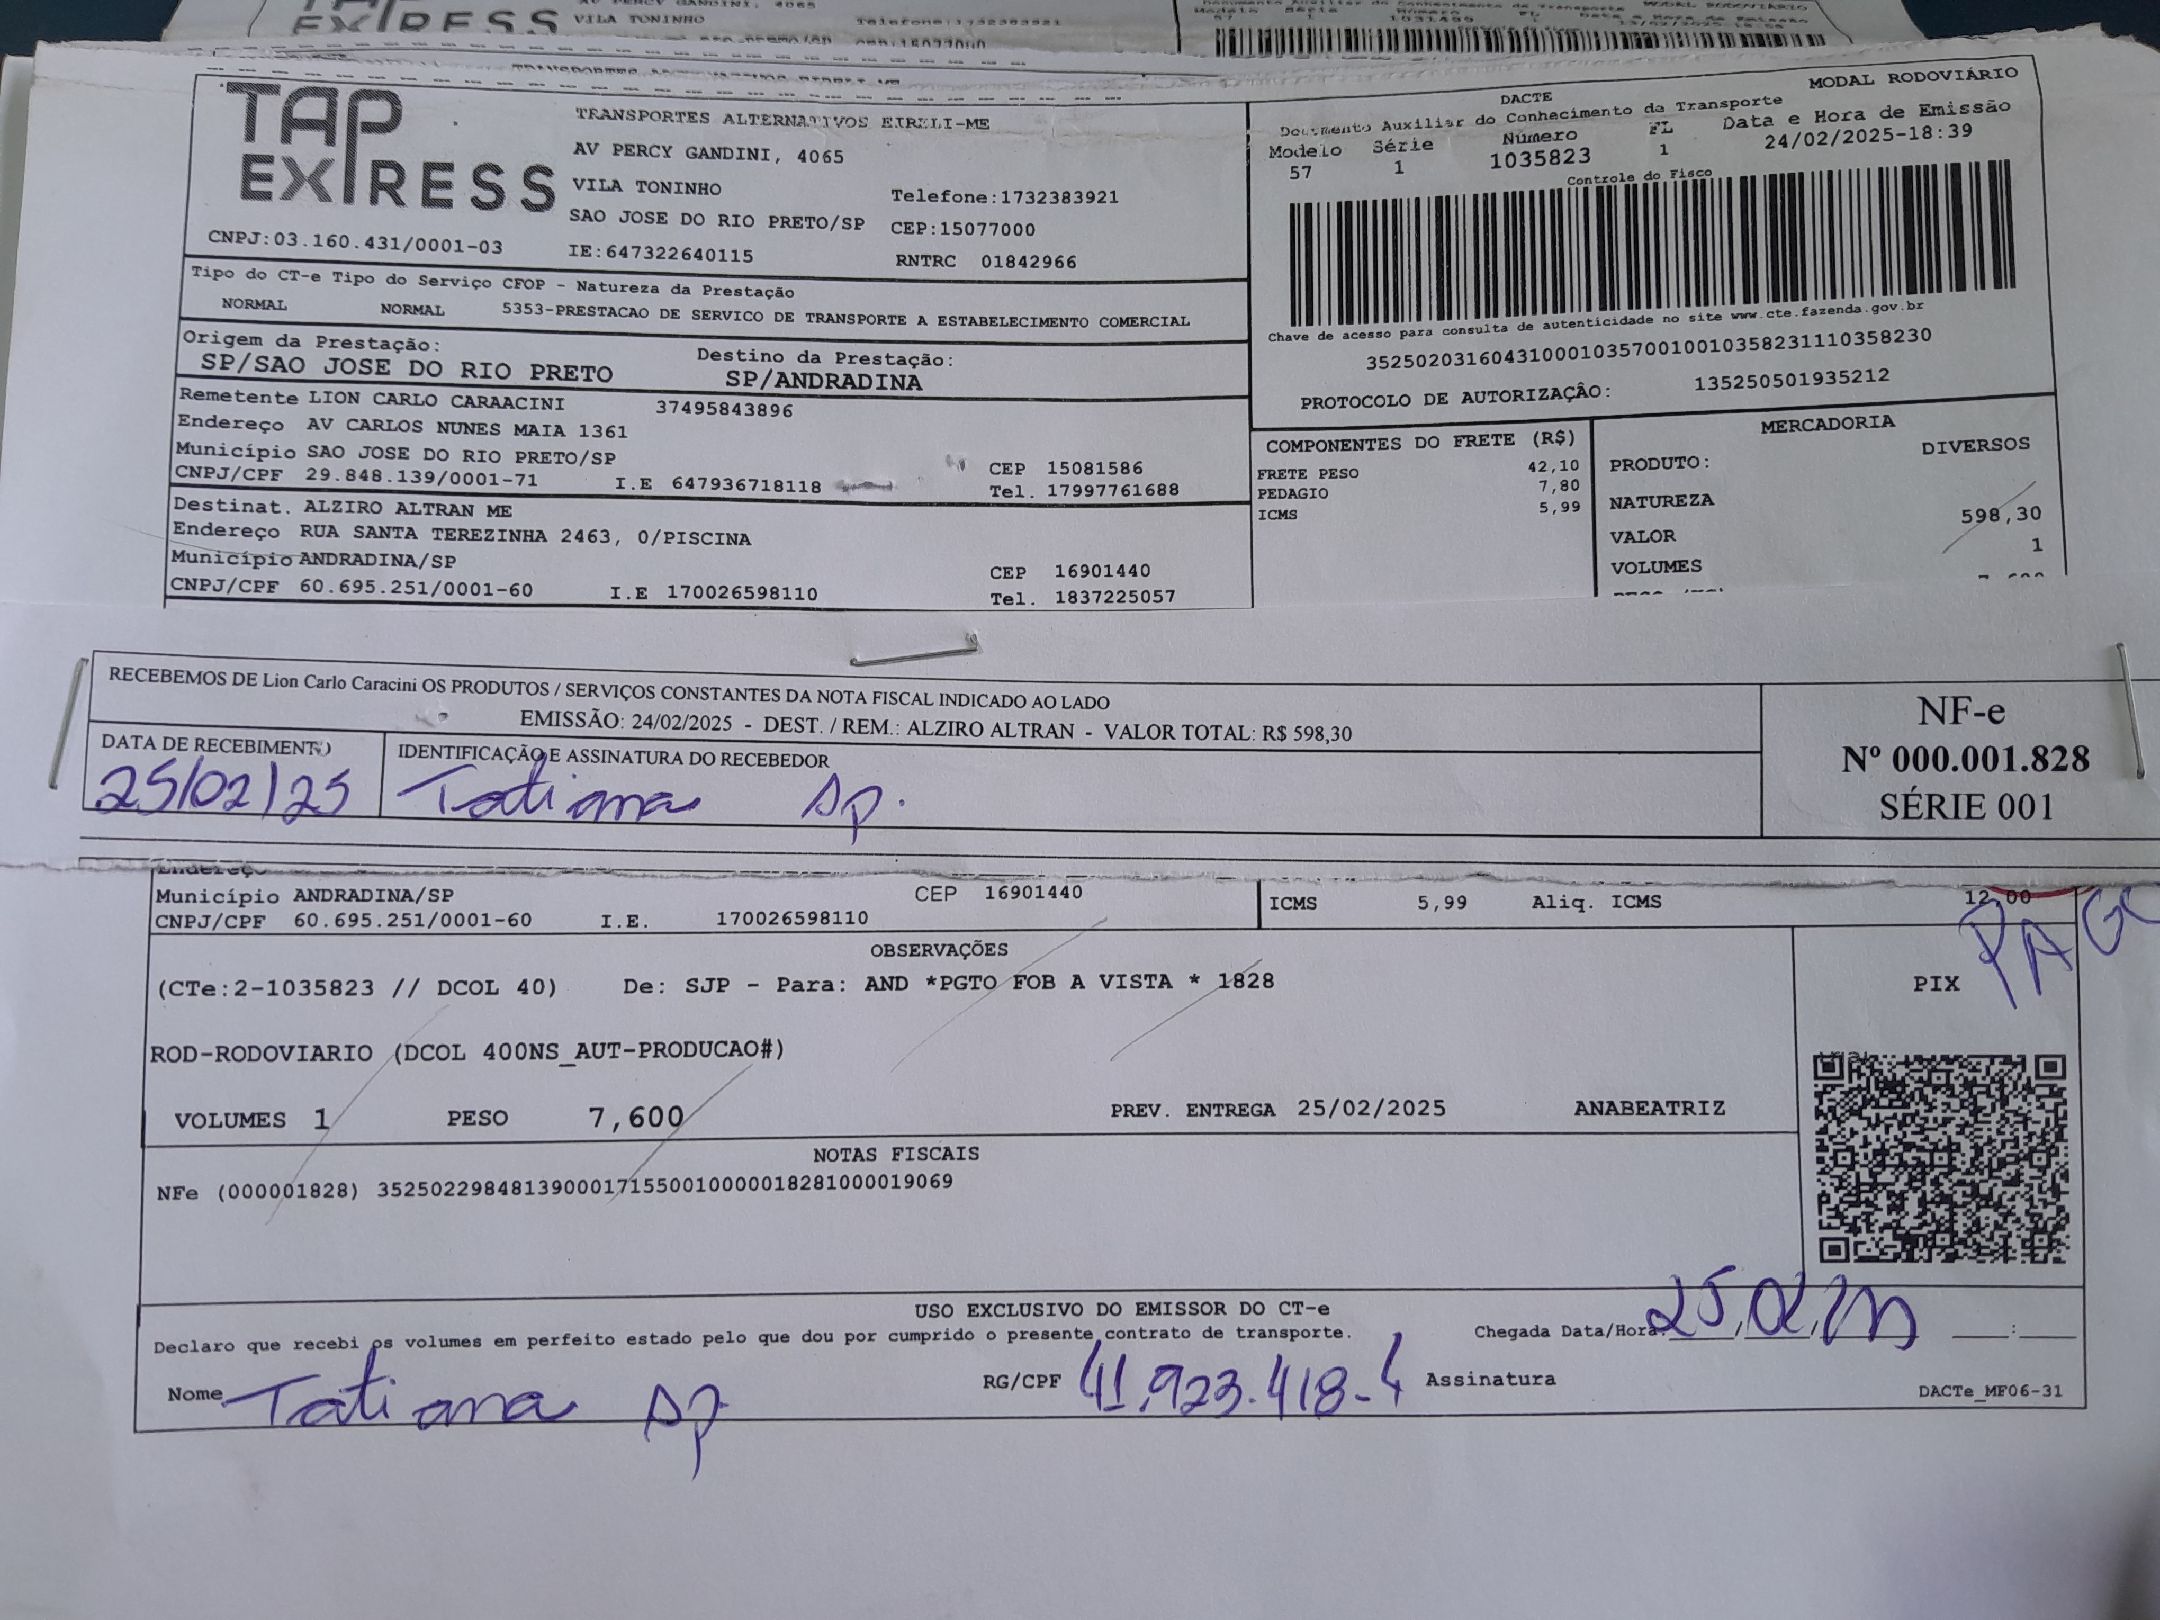 EXPRESS VILA TONINHO Telefone:1732383921
TAP EXPRESS
TRANSPORTES ALTERNATIVOS EIRELI-ME
AV PERCY GANDINI, 4065
VILA TONINHO Telefone:1732383921
SAO JOSE DO RIO PRETO/SP CEP:15077000
CNPJ:03.160.431/0001-03 IE:647322640115 RNTRC 01842966
MODAL RODOVIÁRIO
DACTE
Documento Auxiliar do Conhecimento da Transporte
Modelo Série Número FL Data e Hora de Emissão
57 1 1035823 1 24/02/2025-18:39
Controle do Fisco
Chave de acesso para consulta de autenticidade no site www.cte.fazenda.gov.br
35250203160431000103570010010358231110358230
PROTOCOLO DE AUTORIZAÇÂO: 135250501935212
Tipo do CT-e Tipo do Serviço CFOP - Natureza da Prestação
NORMAL NORMAL 5353-PRESTACAO DE SERVICO DE TRANSPORTE A ESTABELECIMENTO COMERCIAL
Origem da Prestação: Destino da Prestação:
SP/SAO JOSE DO RIO PRETO SP/ANDRADINA
Remetente LION CARLO CARAACINI 37495843896
Endereço AV CARLOS NUNES MAIA 1361
Município SAO JOSE DO RIO PRETO/SP CEP 15081586
CNPJ/CPF 29.848.139/0001-71 I.E 647936718118 Tel. 17997761688
Destinat. ALZIRO ALTRAN ME
Endereço RUA SANTA TEREZINHA 2463, 0/PISCINA
Município ANDRADINA/SP CEP 16901440
CNPJ/CPF 60.695.251/0001-60 I.E 170026598110 Tel. 1837225057
COMPONENTES DO FRETE (R$)
FRETE PESO 42,10
PEDAGIO 7,80
ICMS 5,99
MERCADORIA
PRODUTO: DIVERSOS
NATUREZA
VALOR 598,30
VOLUMES 1
RECEBEMOS DE Lion Carlo Caracini OS PRODUTOS / SERVIÇOS CONSTANTES DA NOTA FISCAL INDICADO AO LADO
EMISSÃO: 24/02/2025 - DEST. / REM.: ALZIRO ALTRAN - VALOR TOTAL: R$ 598,30
DATA DE RECEBIMENTO IDENTIFICAÇÃO E ASSINATURA DO RECEBEDOR
25/02/25 Tatiana Ap.
NF-e
Nº 000.001.828
SÉRIE 001
Endereço
Município ANDRADINA/SP CEP 16901440
CNPJ/CPF 60.695.251/0001-60 I.E. 170026598110
ICMS 5,99 Aliq. ICMS 12,00
PAGO
OBSERVAÇÕES
(CTe:2-1035823 // DCOL 40) De: SJP - Para: AND *PGTO FOB A VISTA * 1828
PIX
ROD-RODOVIARIO (DCOL 400NS_AUT-PRODUCAO#)
VOLUMES 1 PESO 7,600 PREV. ENTREGA 25/02/2025 ANABEATRIZ
NOTAS FISCAIS
NFe (000001828) 35250229848139000171550010000018281000019069
USO EXCLUSIVO DO EMISSOR DO CT-e
Declaro que recebi os volumes em perfeito estado pelo que dou por cumprido o presente contrato de transporte. Chegada Data/Hora:
Nome Tatiana Ap RG/CPF 41.923.418-4 Assinatura
DACTe_MF06-31